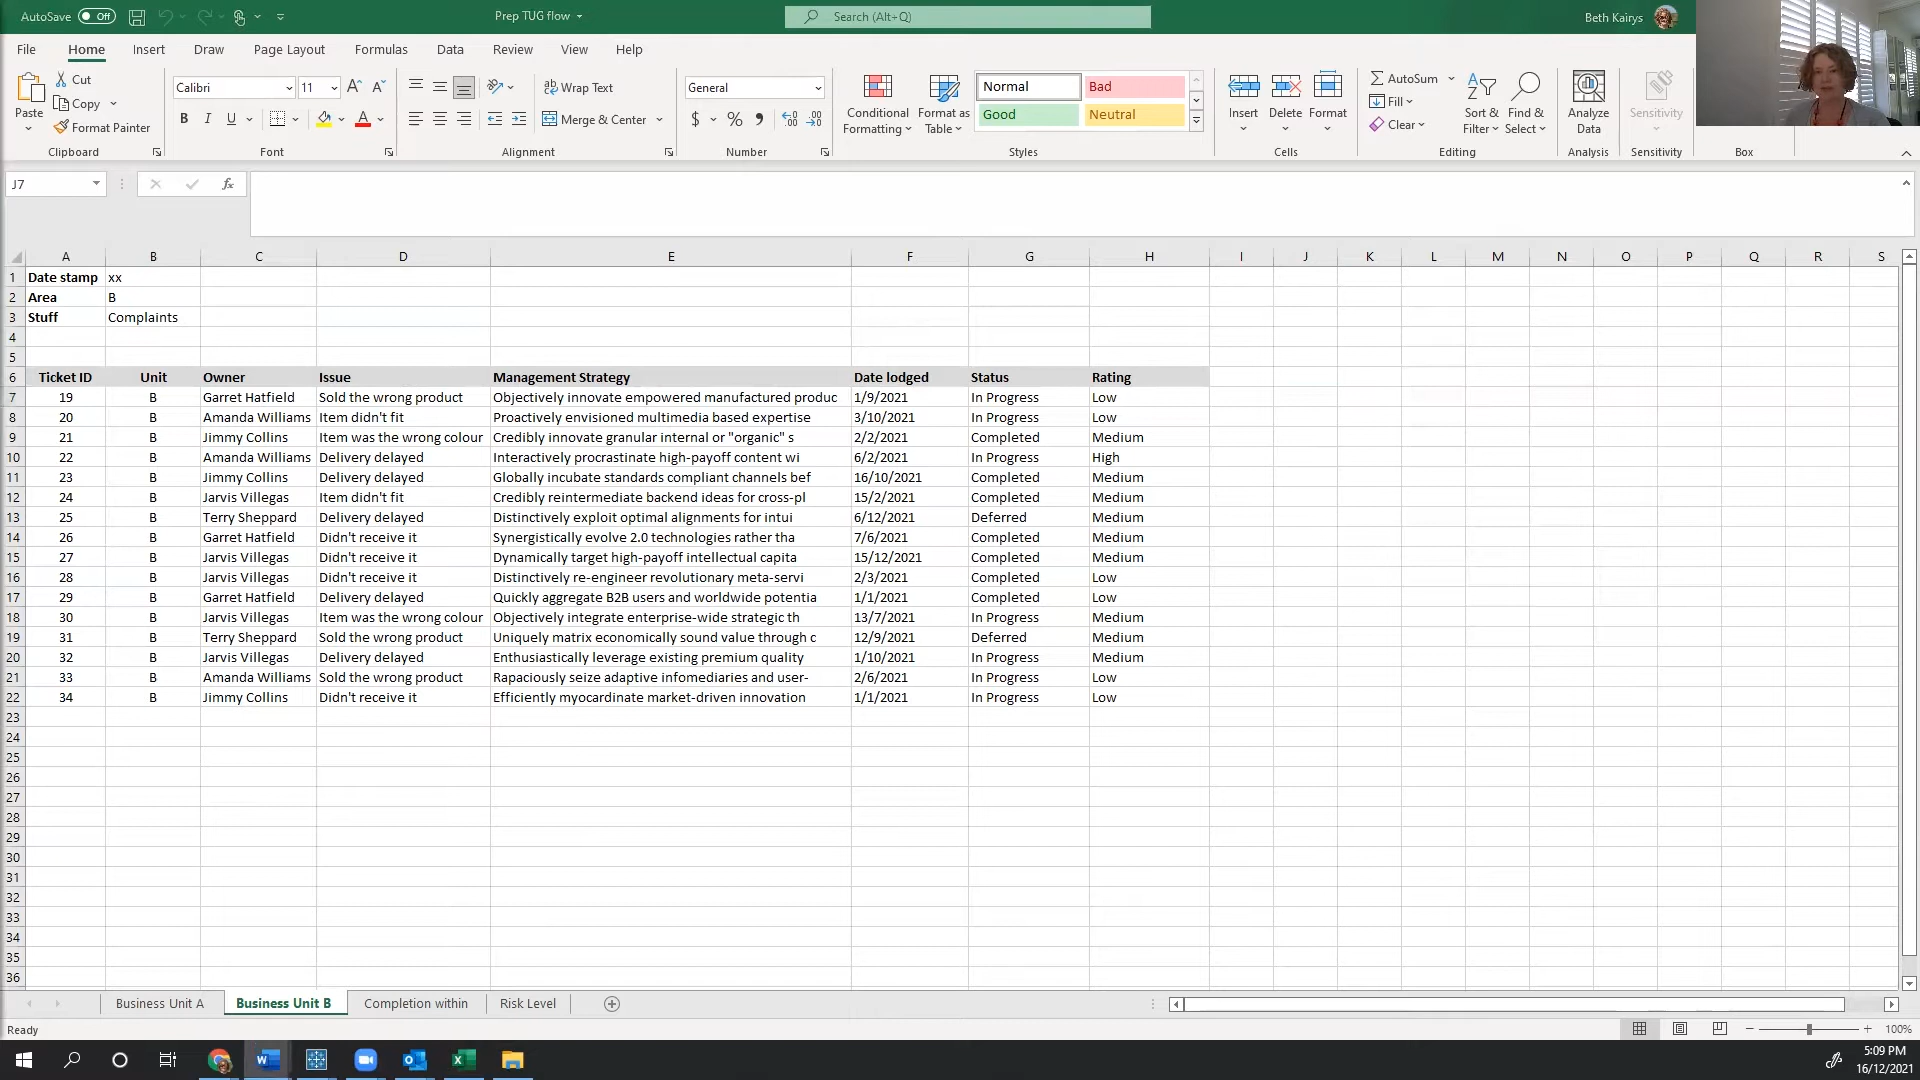 AutoSave Off Prep TUG flow Search (Alt+Q) Beth Kairys
File Home Insert Draw Page Layout Formulas Data Review View Help
Paste Cut Copy Format Painter Clipboard
Calibri 11 A A B I U A Font
Wrap Text Merge & Center Alignment
General $ % Number
Conditional Formatting Format as Table Normal Bad Good Neutral Styles
Insert Delete Format Cells
AutoSum Fill Clear Sort & Filter Find & Select Editing
Analyze Data Analysis
Sensitivity Sensitivity
Box
J7 fx
A B C D E F G H I J K L M N O P Q R S
1 Date stamp xx
2 Area B
3 Stuff Complaints
4
5
6 Ticket ID Unit Owner Issue Management Strategy Date lodged Status Rating
7 19 B Garret Hatfield Sold the wrong product Objectively innovate empowered manufactured produc 1/9/2021 In Progress Low
8 20 B Amanda Williams Item didn't fit Proactively envisioned multimedia based expertise 3/10/2021 In Progress Low
9 21 B Jimmy Collins Item was the wrong colour Credibly innovate granular internal or "organic" s 2/2/2021 Completed Medium
10 22 B Amanda Williams Delivery delayed Interactively procrastinate high-payoff content wi 6/2/2021 In Progress High
11 23 B Jimmy Collins Delivery delayed Globally incubate standards compliant channels bef 16/10/2021 Completed Medium
12 24 B Jarvis Villegas Item didn't fit Credibly reintermediate backend ideas for cross-pl 15/2/2021 Completed Medium
13 25 B Terry Sheppard Delivery delayed Distinctively exploit optimal alignments for intui 6/12/2021 Deferred Medium
14 26 B Garret Hatfield Didn't receive it Synergistically evolve 2.0 technologies rather tha 7/6/2021 Completed Medium
15 27 B Jarvis Villegas Didn't receive it Dynamically target high-payoff intellectual capita 15/12/2021 Completed Medium
16 28 B Jarvis Villegas Didn't receive it Distinctively re-engineer revolutionary meta-servi 2/3/2021 Completed Low
17 29 B Garret Hatfield Delivery delayed Quickly aggregate B2B users and worldwide potentia 1/1/2021 Completed Low
18 30 B Jarvis Villegas Item was the wrong colour Objectively integrate enterprise-wide strategic th 13/7/2021 In Progress Medium
19 31 B Terry Sheppard Sold the wrong product Uniquely matrix economically sound value through c 12/9/2021 Deferred Medium
20 32 B Jarvis Villegas Delivery delayed Enthusiastically leverage existing premium quality 1/10/2021 In Progress Medium
21 33 B Amanda Williams Sold the wrong product Rapaciously seize adaptive infomediaries and user- 2/6/2021 In Progress Low
22 34 B Jimmy Collins Didn't receive it Efficiently myocardinate market-driven innovation 1/1/2021 In Progress Low
23
24
25
26
27
28
29
30
31
32
33
34
35
36
Business Unit A Business Unit B Completion within Risk Level
Ready 100%
5:09 PM
16/12/2021